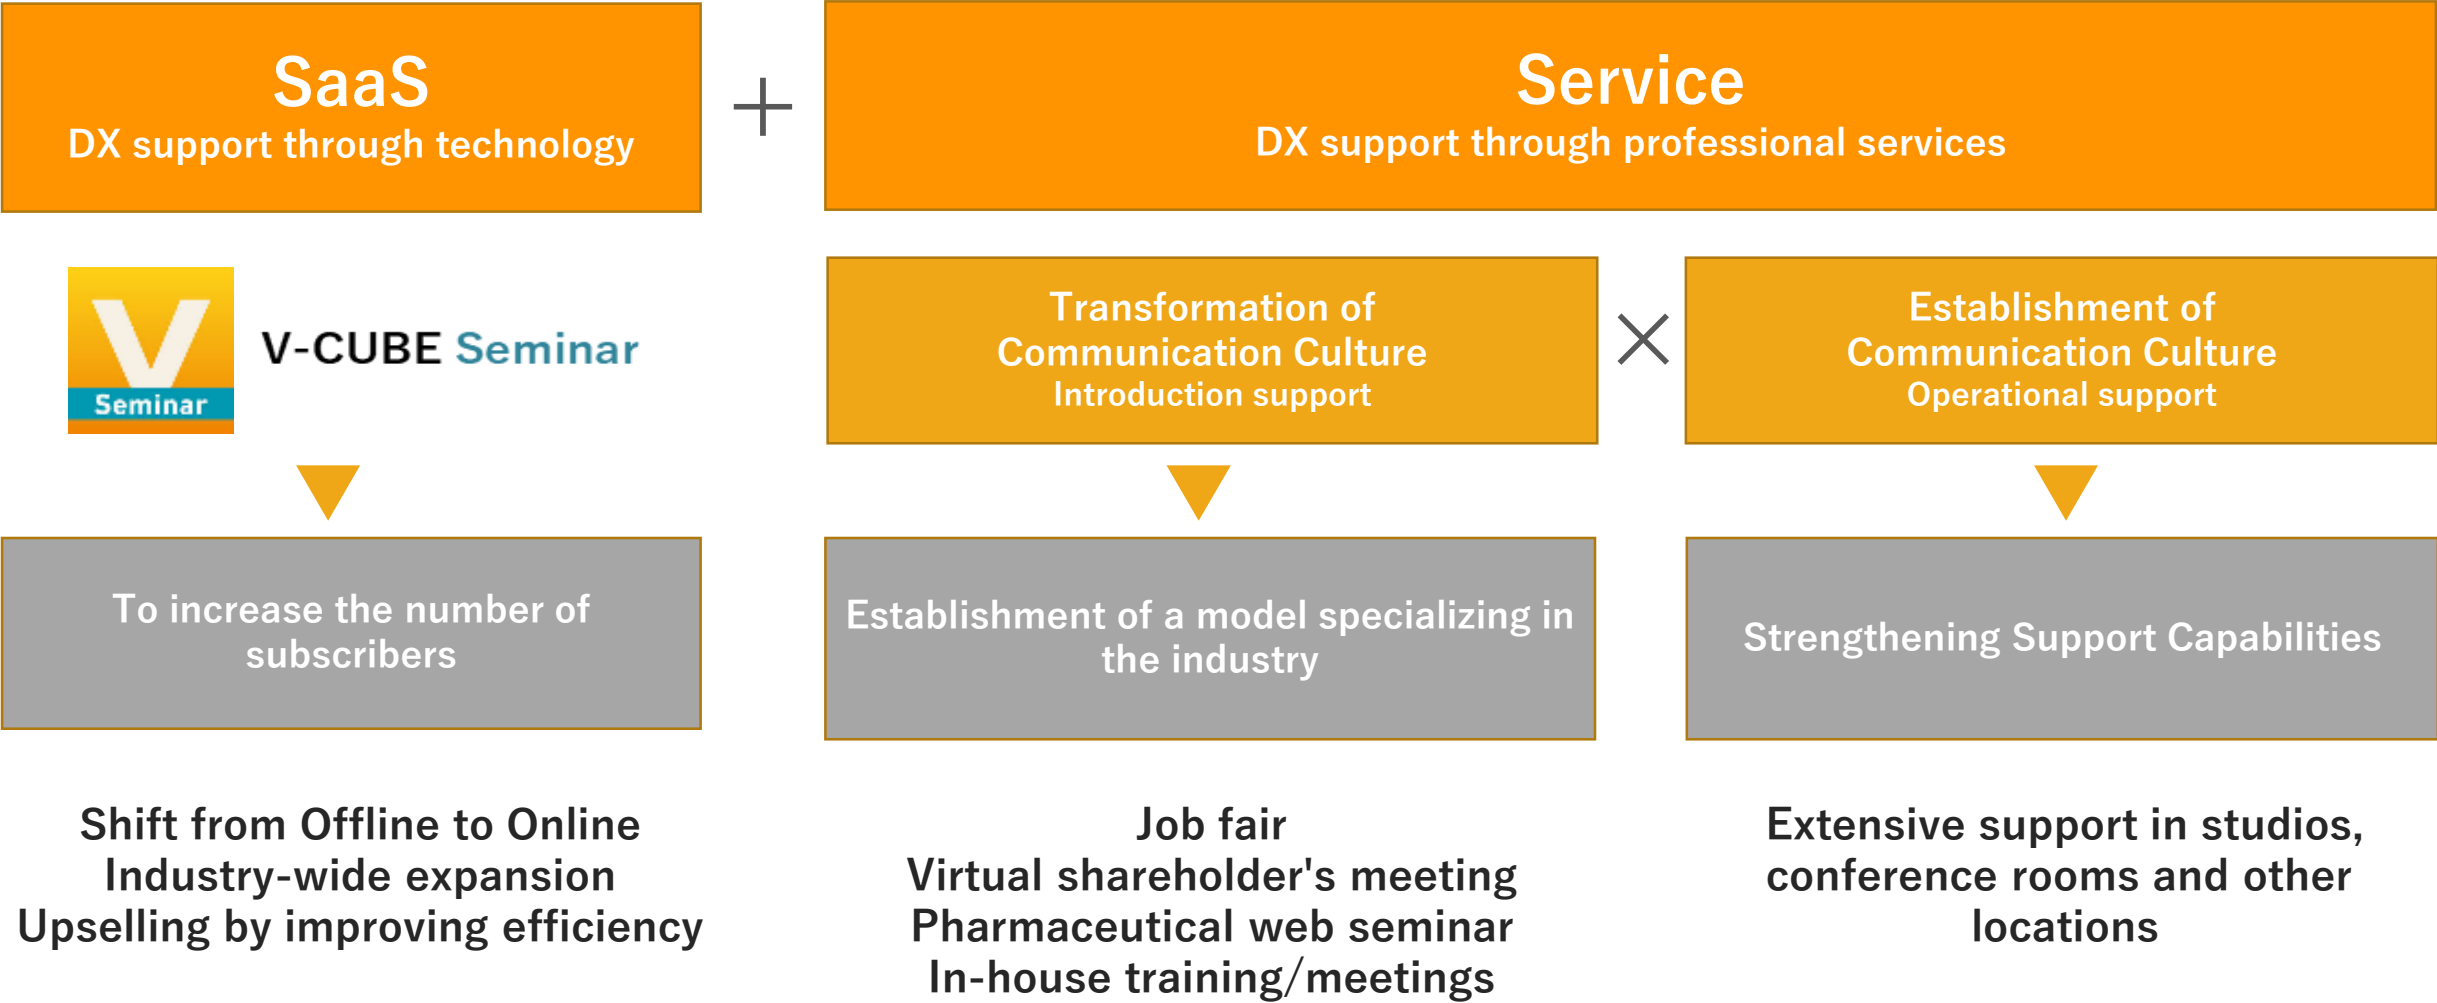 SaaS
DX support through technology
+
Service
DX support through professional services
V
Seminar
V-CUBE Seminar
Transformation of
Communication Culture
Introduction support
×
Establishment of
Communication Culture
Operational support
To increase the number of
subscribers
Establishment of a model specializing in
the industry
Strengthening Support Capabilities
Shift from Offline to Online
Industry-wide expansion
Upselling by improving efficiency
Job fair
Virtual shareholder's meeting
Pharmaceutical web seminar
In-house training/meetings
Extensive support in studios,
conference rooms and other
locations